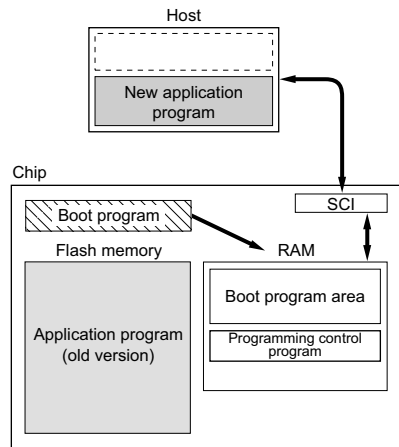 Host
New application
program
Chip
SCI
Boot program
Flash memory
RAM
Application program
(old version)
Boot program area
Programming control
program